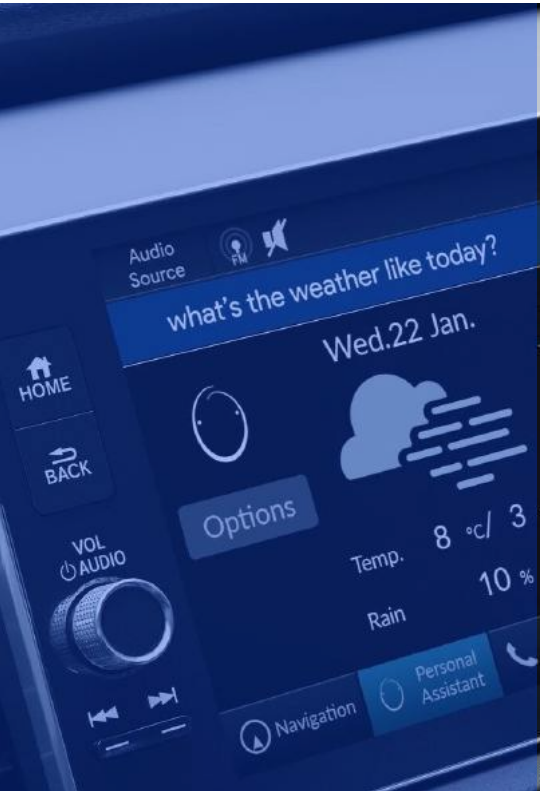 Audio
Source
FM
what's the weather like today?
HOME
Wed.22 Jan.
BACK
Options
VOL
AUDIO
Temp. 8 °C/ 3
Rain 10 %
Navigation
Personal
Assistant